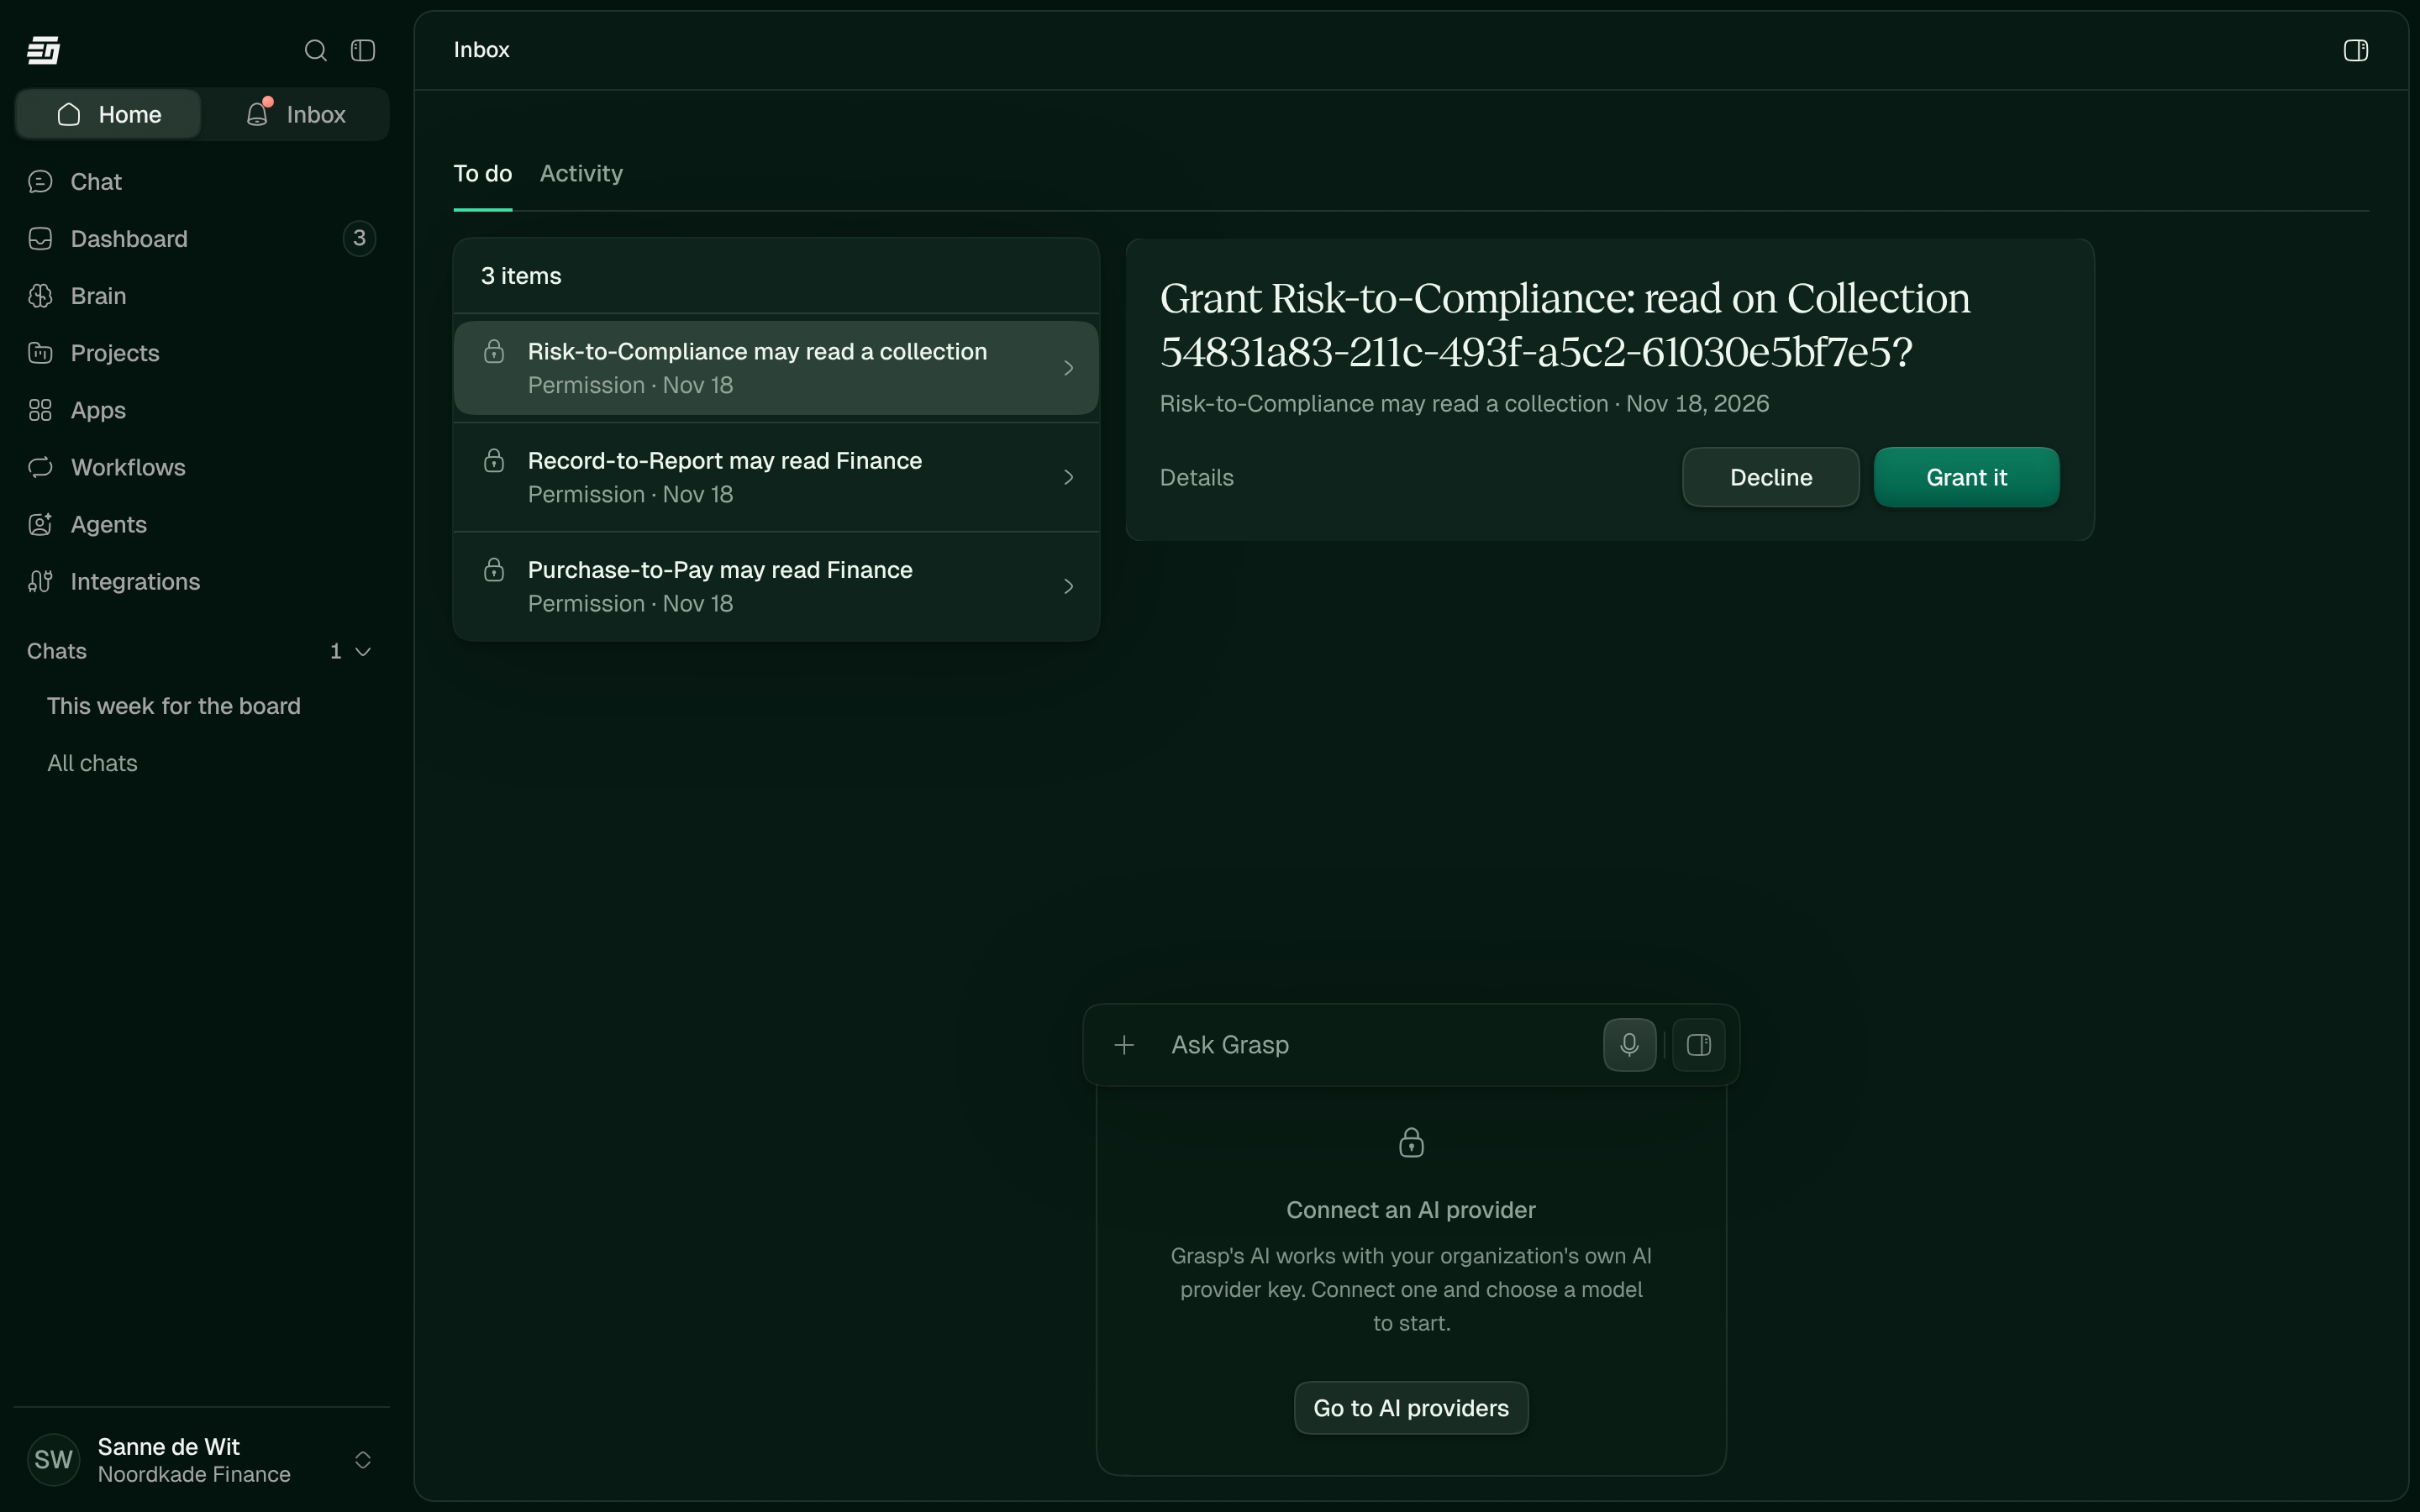 Home
Inbox
Chat
Dashboard
3
Brain
Projects
Apps
Workflows
Agents
Integrations
Chats
1
This week for the board
All chats
SW
Sanne de Wit
Noordkade Finance
Inbox
To do
Activity
3 items
Risk-to-Compliance may read a collection
Permission · Nov 18
Record-to-Report may read Finance
Permission · Nov 18
Purchase-to-Pay may read Finance
Permission · Nov 18
Grant Risk-to-Compliance: read on Collection
54831a83-211c-493f-a5c2-61030e5bf7e5?
Risk-to-Compliance may read a collection · Nov 18, 2026
Details
Decline
Grant it
Ask Grasp
Connect an AI provider
Grasp's AI works with your organization's own AI
provider key. Connect one and choose a model
to start.
Go to AI providers